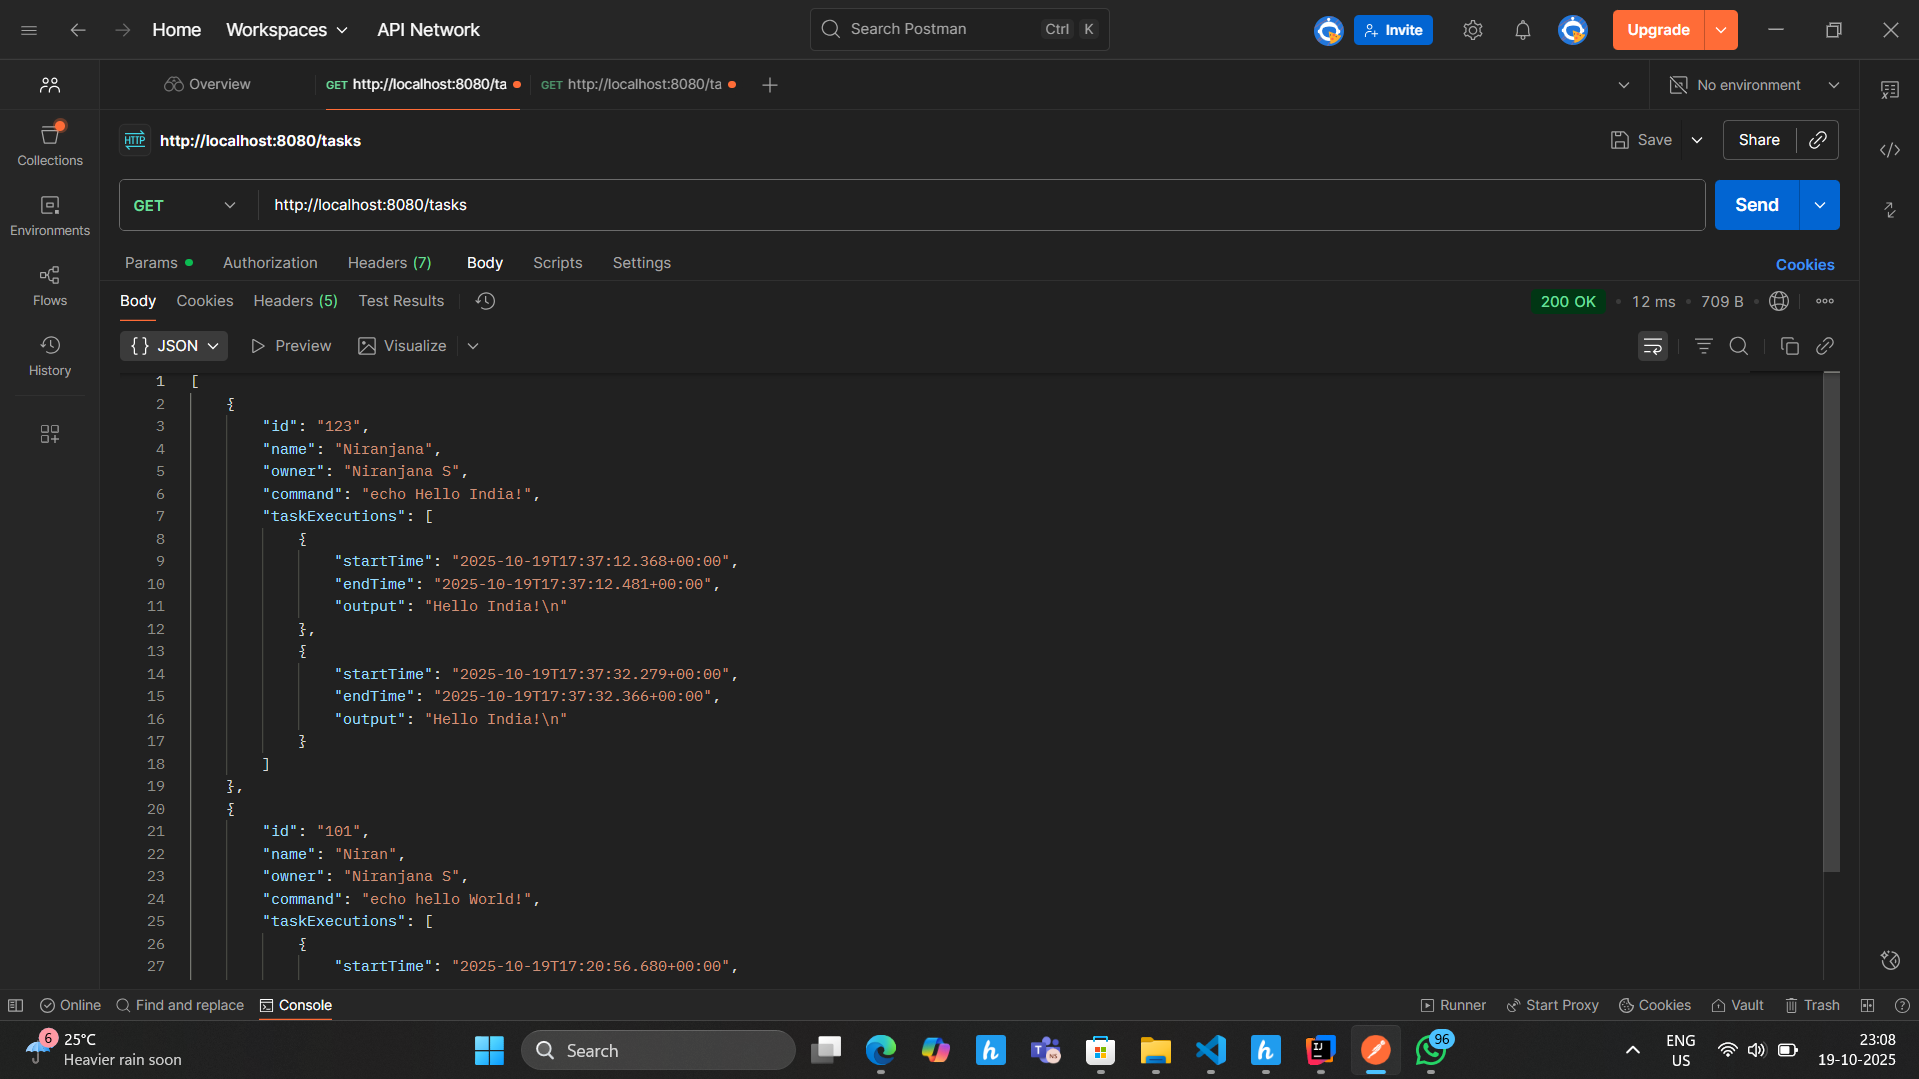 Home Workspaces API Network Search Postman Ctrl K Invite Upgrade
Overview GET http://localhost:8080/ta GET http://localhost:8080/ta No environment
HTTP http://localhost:8080/tasks Save Share
Collections
GET http://localhost:8080/tasks Send
Environments
Params Authorization Headers (7) Body Scripts Settings Cookies
Flows
Body Cookies Headers (5) Test Results 200 OK 12 ms 709 B
{} JSON Preview Visualize
History
1 [
2 {
3 "id": "123",
4 "name": "Niranjana",
5 "owner": "Niranjana S",
6 "command": "echo Hello India!",
7 "taskExecutions": [
8 {
9 "startTime": "2025-10-19T17:37:12.368+00:00",
10 "endTime": "2025-10-19T17:37:12.481+00:00",
11 "output": "Hello India!\n"
12 },
13 {
14 "startTime": "2025-10-19T17:37:32.279+00:00",
15 "endTime": "2025-10-19T17:37:32.366+00:00",
16 "output": "Hello India!\n"
17 }
18 ]
19 },
20 {
21 "id": "101",
22 "name": "Niran",
23 "owner": "Niranjana S",
24 "command": "echo hello World!",
25 "taskExecutions": [
26 {
27 "startTime": "2025-10-19T17:20:56.680+00:00",
Online Find and replace Console Runner Start Proxy Cookies Vault Trash
6 25°C Search 96 ENG 23:08
Heavier rain soon US 19-10-2025